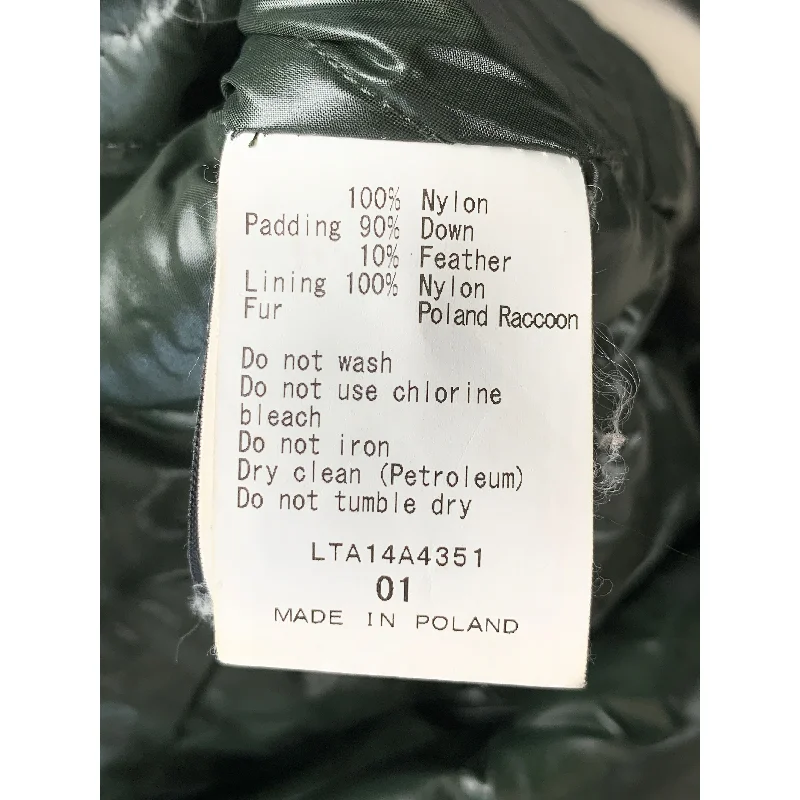 100% Nylon
Padding 90% Down
10% Feather
Lining 100% Nylon
Fur Poland Raccoon
Do not wash
Do not use chlorine
bleach
Do not iron
Dry clean (Petroleum)
Do not tumble dry
LTA14A4351
01
MADE IN POLAND